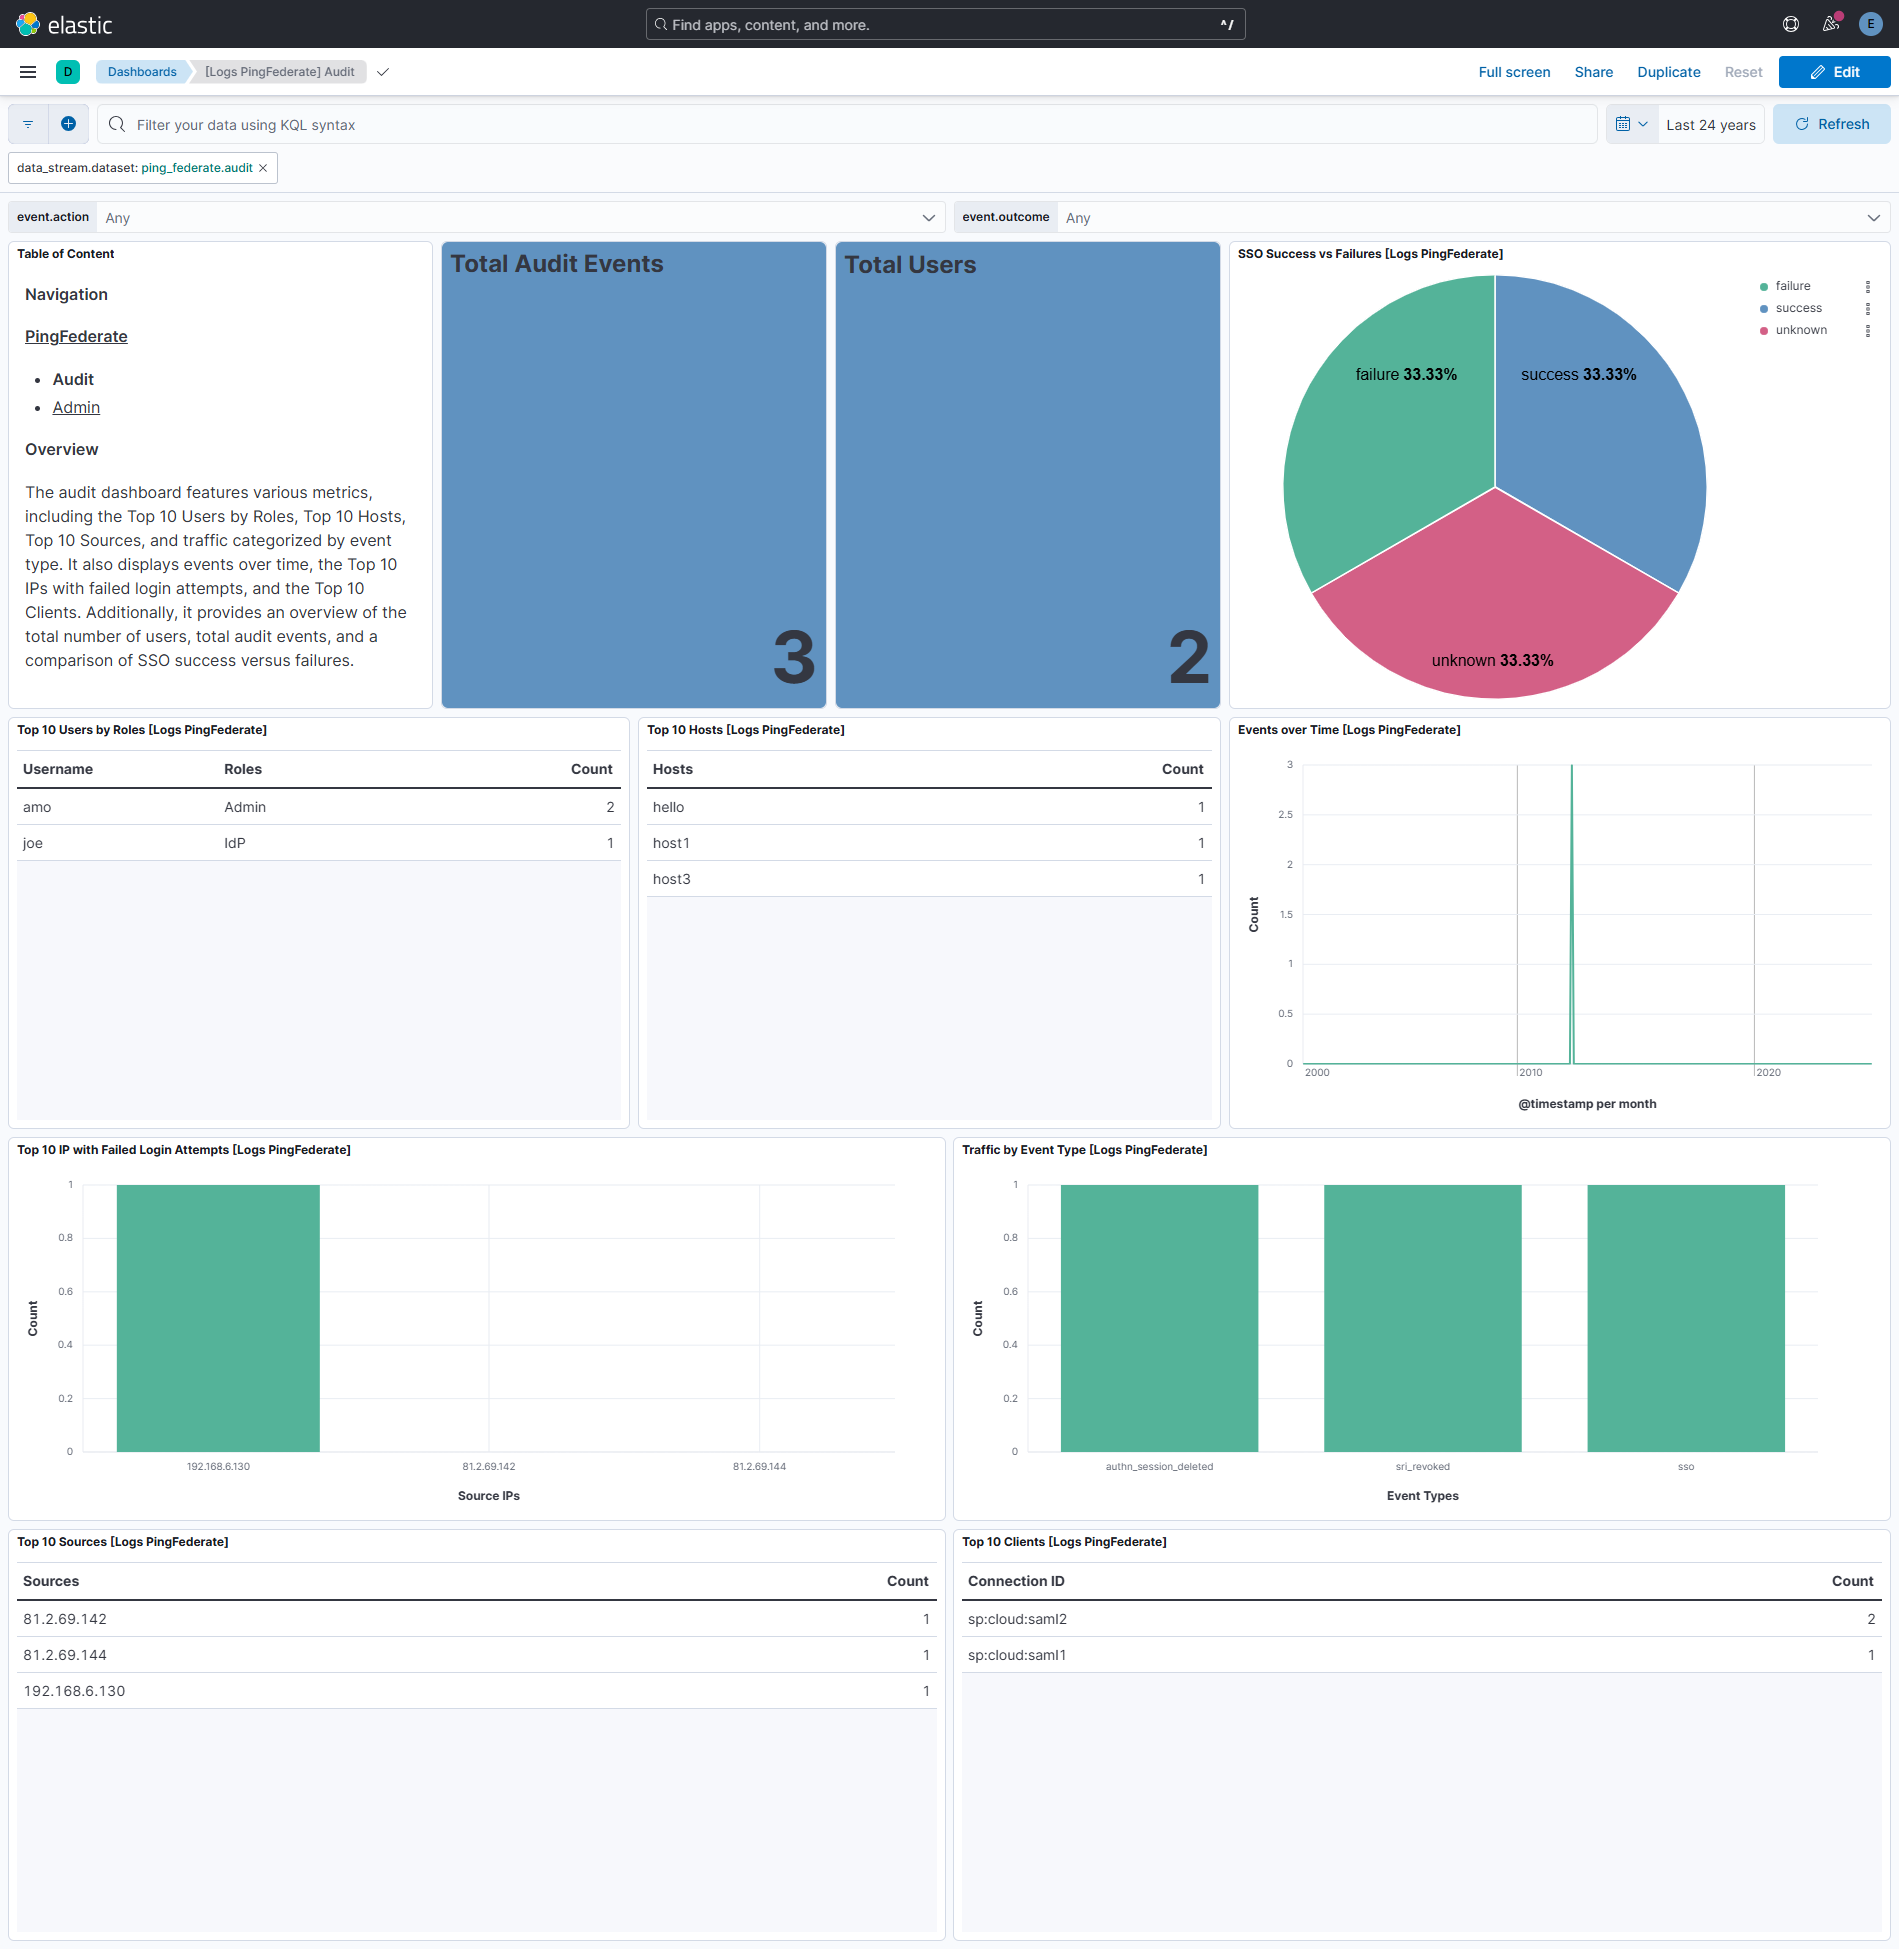 elastic
Find apps, content, and more.
^/
E
D
Dashboards
[Logs PingFederate] Audit
Full screen
Share
Duplicate
Reset
Edit
Filter your data using KQL syntax
Last 24 years
Refresh
data_stream.dataset: ping_federate.audit
event.action
Any
event.outcome
Any
Table of Content
Navigation
PingFederate
• Audit
• Admin
Overview
The audit dashboard features various metrics,
including the Top 10 Users by Roles, Top 10 Hosts,
Top 10 Sources, and traffic categorized by event
type. It also displays events over time, the Top 10
IPs with failed login attempts, and the Top 10
Clients. Additionally, it provides an overview of the
total number of users, total audit events, and a
comparison of SSO success versus failures.
Total Audit Events
3
Total Users
2
SSO Success vs Failures [Logs PingFederate]
failure 33.33%
success 33.33%
unknown 33.33%
failure
success
unknown
Top 10 Users by Roles [Logs PingFederate]
Username Roles Count
amo Admin 2
joe IdP 1
Top 10 Hosts [Logs PingFederate]
Hosts Count
hello 1
host1 1
host3 1
Events over Time [Logs PingFederate]
3
2.5
2
1.5
1
0.5
0
Count
2000 2010 2020
@timestamp per month
Top 10 IP with Failed Login Attempts [Logs PingFederate]
1
0.8
0.6
0.4
0.2
0
Count
192.168.6.130 81.2.69.142 81.2.69.144
Source IPs
Traffic by Event Type [Logs PingFederate]
1
0.8
0.6
0.4
0.2
0
Count
authn_session_deleted sri_revoked sso
Event Types
Top 10 Sources [Logs PingFederate]
Sources Count
81.2.69.142 1
81.2.69.144 1
192.168.6.130 1
Top 10 Clients [Logs PingFederate]
Connection ID Count
sp:cloud:saml2 2
sp:cloud:saml1 1